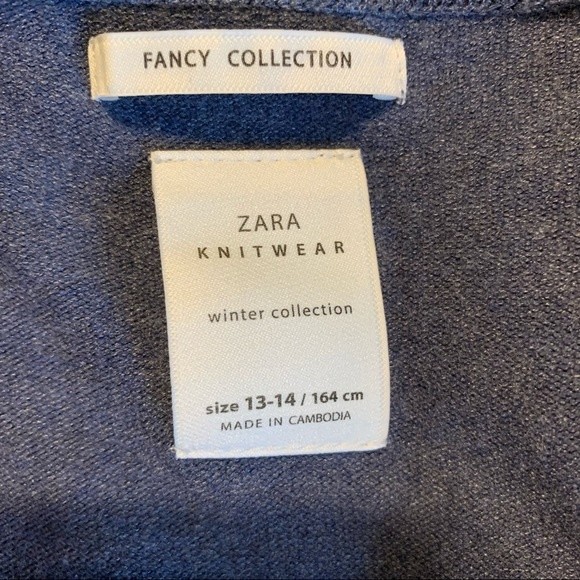 FANCY COLLECTION
ZARA
KNITWEAR
winter collection
size 13-14 / 164 cm
MADE IN CAMBODIA